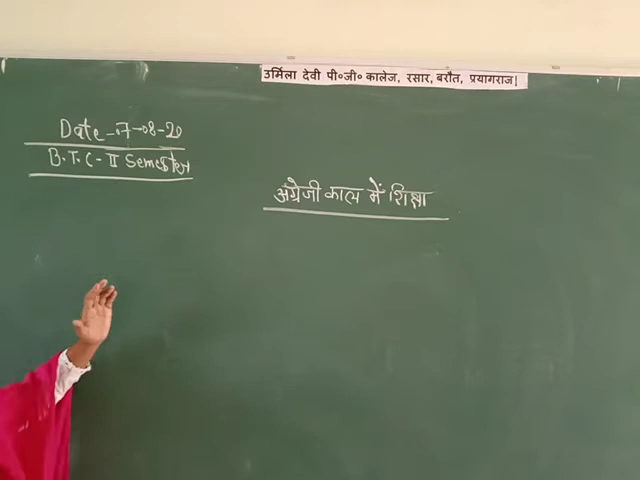 उर्मिला देवी पी०जी० कालेज, रसार, बरौत, प्रयागराज|
Date -.7-08-20
B.T.C - II Semester
अंग्रेजी काल में शिक्षा